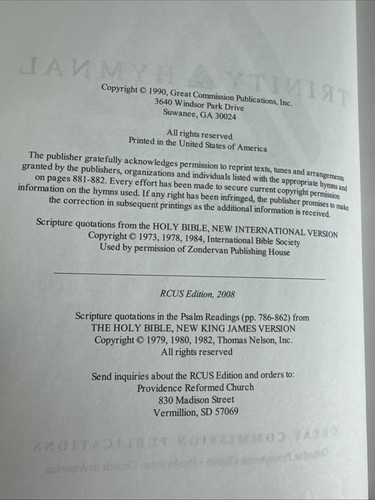 Copyright © 1990, Great Commission Publications, Inc.
3640 Windsor Park Drive
Suwanee, GA 30024
All rights reserved
Printed in the United States of America
The publisher gratefully acknowledges permission to reprint texts, tunes and arrangements
granted by the publishers, organizations and individuals listed with the appropriate hymns and
on pages 881-882. Every effort has been made to secure current copyright permission
information on the hymns used. If any right has been infringed, the publisher promises to make
the correction in subsequent printings as the additional information is received.
Scripture quotations from the HOLY BIBLE, NEW INTERNATIONAL VERSION
Copyright © 1973, 1978, 1984, International Bible Society
Used by permission of Zondervan Publishing House
RCUS Edition, 2008
Scripture quotations in the Psalm Readings (pp. 786-862) from
THE HOLY BIBLE, NEW KING JAMES VERSION
Copyright © 1979, 1980, 1982, Thomas Nelson, Inc.
All rights reserved
Send inquiries about the RCUS Edition and orders to:
Providence Reformed Church
830 Madison Street
Vermillion, SD 57069